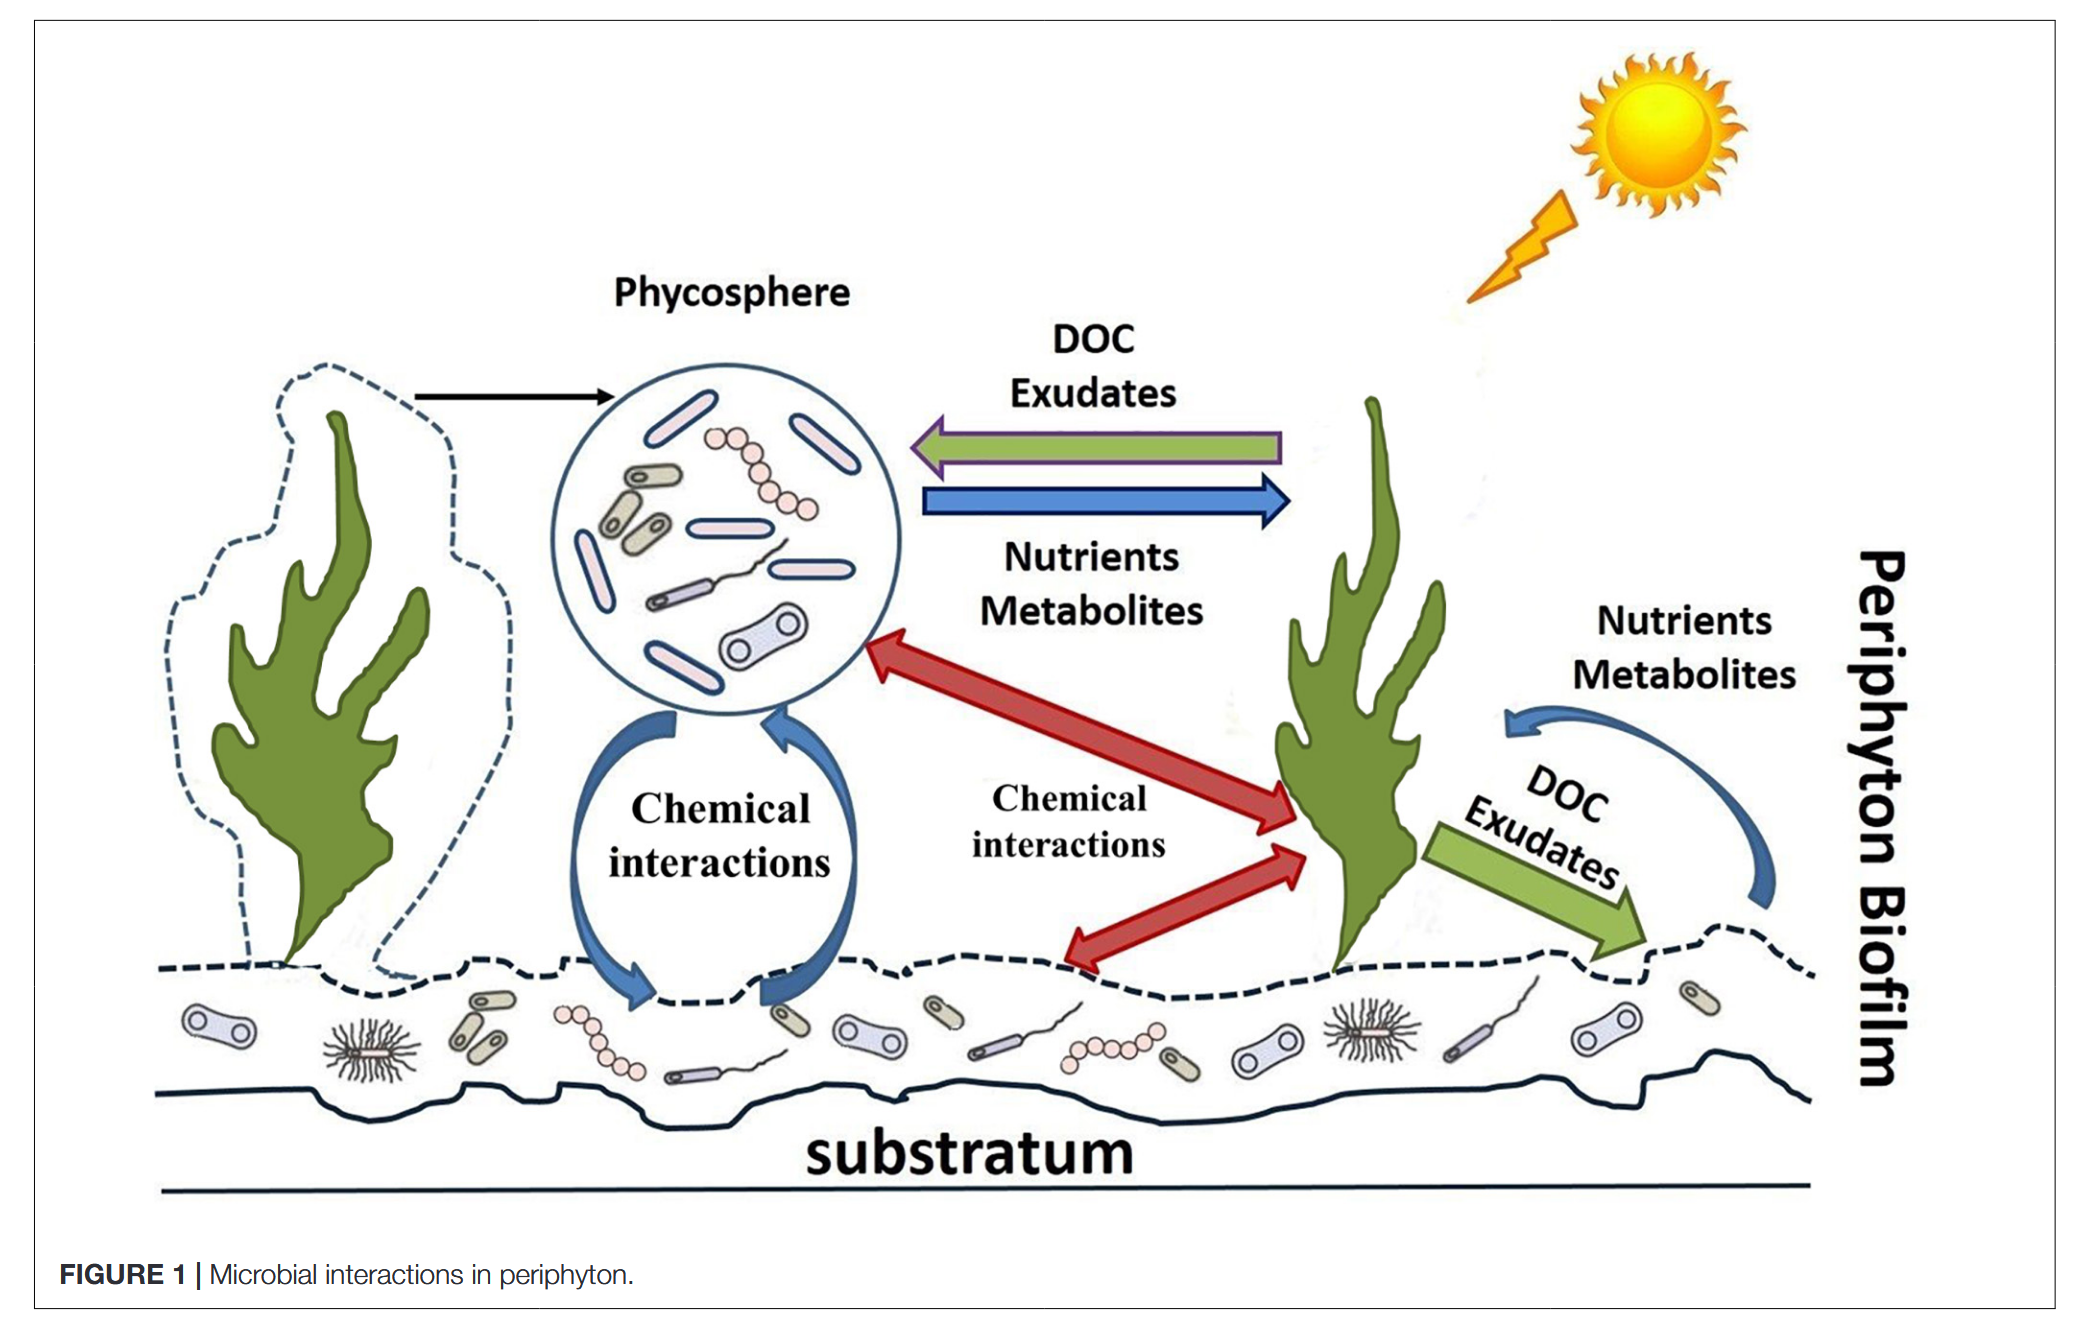 Phycosphere
DOC
Exudates
Nutrients
Metabolites
Nutrients
Metabolites
DOC
Exudates
Chemical
interactions
Chemical
interactions
Periphyton Biofilm
substratum
FIGURE 1 | Microbial interactions in periphyton.